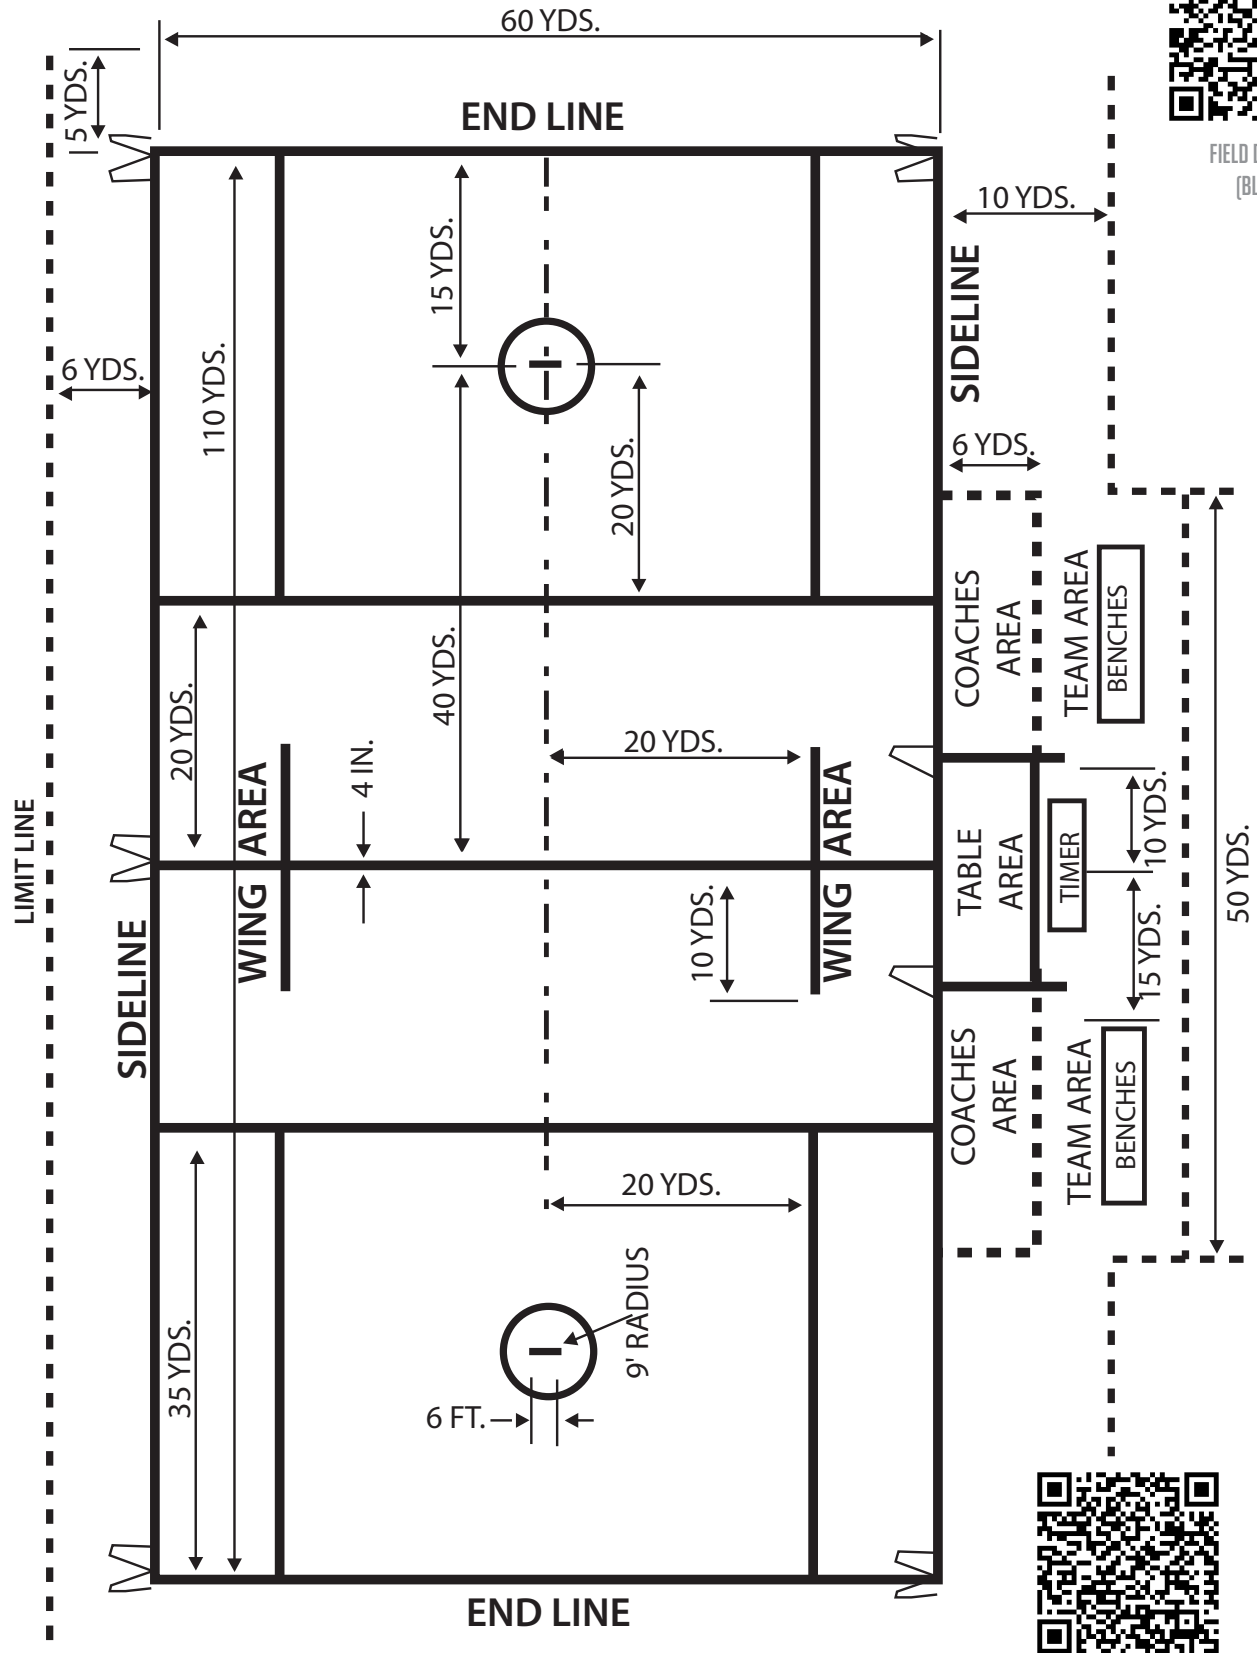 60 YDS.
5 YDS.
END LINE
FIELD
10 YDS.
15 YDS.
SIDELINE
6 YDS.
110 YDS.
6 YDS.
20 YDS.
COACHES
AREA
TEAM AREA
BENCHES
20 YDS.
40 YDS.
4 IN.
20 YDS.
LIMIT LINE
WING AREA
WING AREA
TABLE
AREA
TIMER
10 YDS.
15 YDS.
50 YDS.
10 YDS.
SIDELINE
COACHES
AREA
TEAM AREA
BENCHES
20 YDS.
35 YDS.
9' RADIUS
6 FT.
END LINE